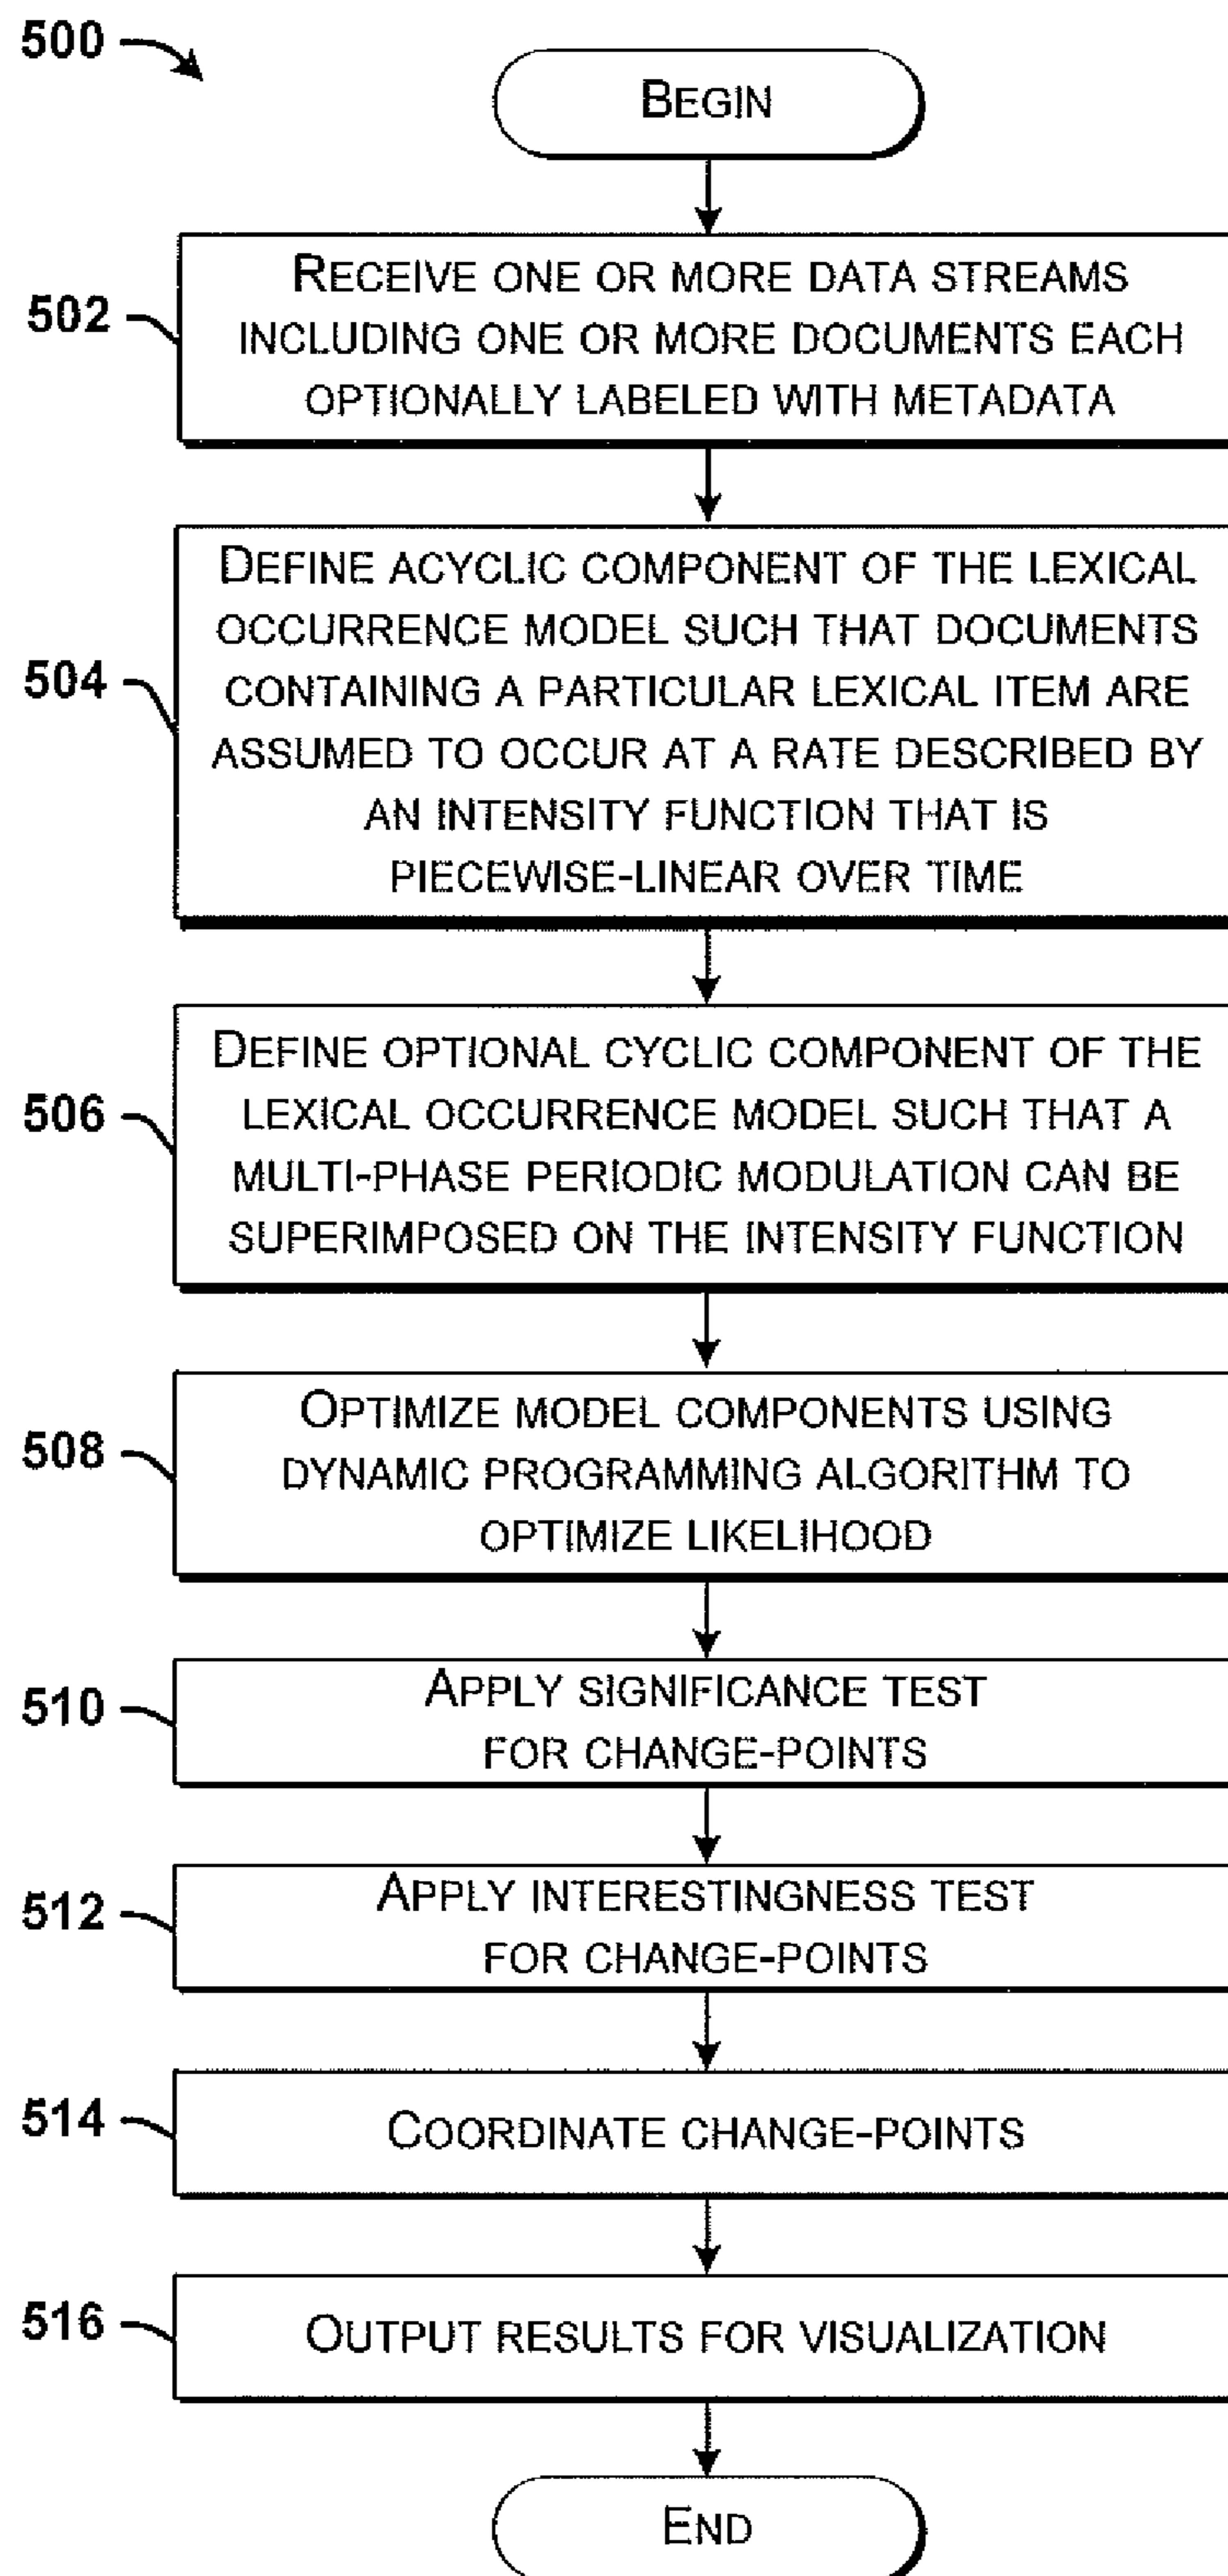 500
BEGIN
502
RECEIVE ONE OR MORE DATA STREAMS
INCLUDING ONE OR MORE DOCUMENTS EACH
OPTIONALLY LABELED WITH METADATA
504
DEFINE ACYCLIC COMPONENT OF THE LEXICAL
OCCURRENCE MODEL SUCH THAT DOCUMENTS
CONTAINING A PARTICULAR LEXICAL ITEM ARE
ASSUMED TO OCCUR AT A RATE DESCRIBED BY
AN INTENSITY FUNCTION THAT IS
PIECEWISE-LINEAR OVER TIME
506
DEFINE OPTIONAL CYCLIC COMPONENT OF THE
LEXICAL OCCURRENCE MODEL SUCH THAT A
MULTI-PHASE PERIODIC MODULATION CAN BE
SUPERIMPOSED ON THE INTENSITY FUNCTION
508
OPTIMIZE MODEL COMPONENTS USING
DYNAMIC PROGRAMMING ALGORITHM TO
OPTIMIZE LIKELIHOOD
510
APPLY SIGNIFICANCE TEST
FOR CHANGE-POINTS
512
APPLY INTERESTINGNESS TEST
FOR CHANGE-POINTS
514
COORDINATE CHANGE-POINTS
516
OUTPUT RESULTS FOR VISUALIZATION
END